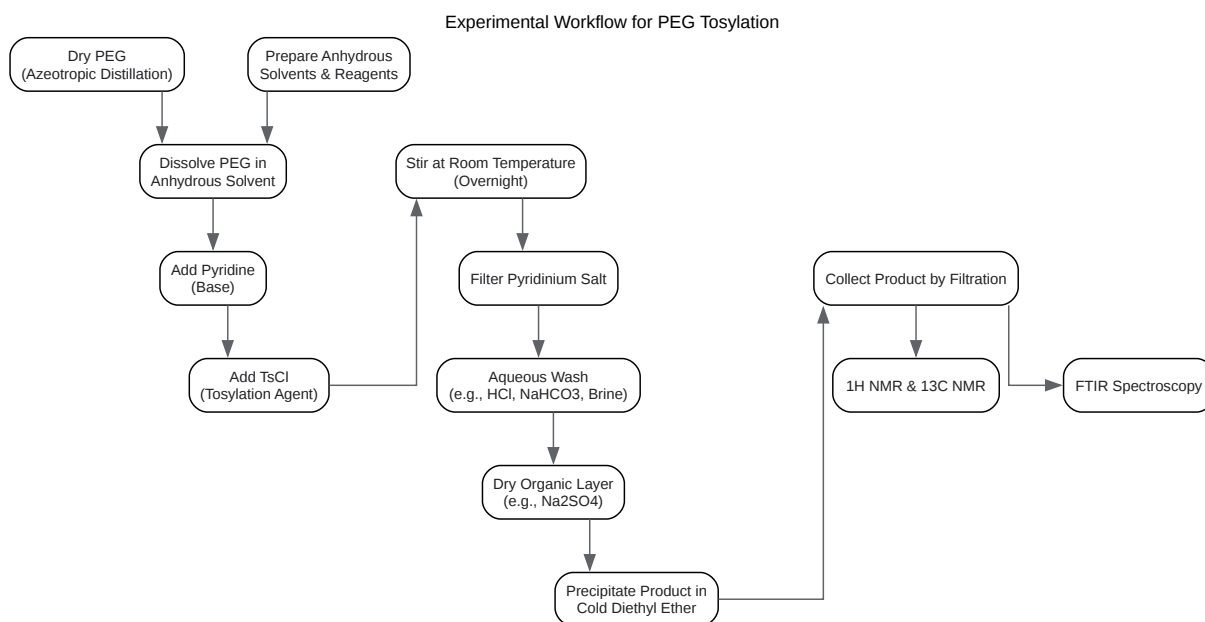 Experimental Workflow for PEG Tosylation
Dry PEG
(Azeotropic Distillation)
Prepare Anhydrous
Solvents & Reagents
Dissolve PEG in
Anhydrous Solvent
Add Pyridine
(Base)
Add TsCl
(Tosylation Agent)
Stir at Room Temperature
(Overnight)
Filter Pyridinium Salt
Aqueous Wash
(e.g., HCl, NaHCO3, Brine)
Dry Organic Layer
(e.g., Na2SO4)
Precipitate Product in
Cold Diethyl Ether
Collect Product by Filtration
1H NMR & 13C NMR
FTIR Spectroscopy